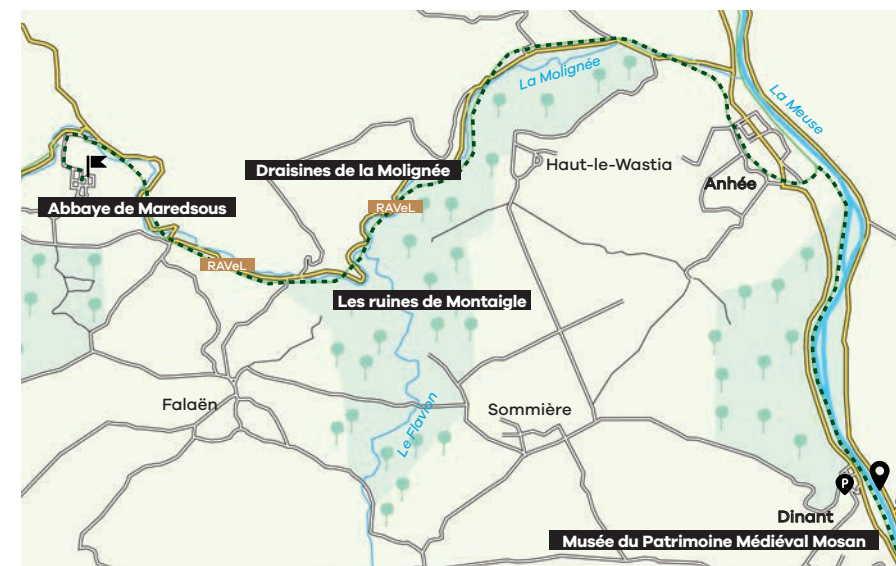 La Molignée
La Meuse
Draisines de la Molignée
Haut-le-Wastia
Anhée
Abbaye de Maredsous
RAVeL
RAVeL
Les ruines de Montaigle
Falaën
Le Flavion
Sommière
P
Dinant
Musée du Patrimoine Médiéval Mosan